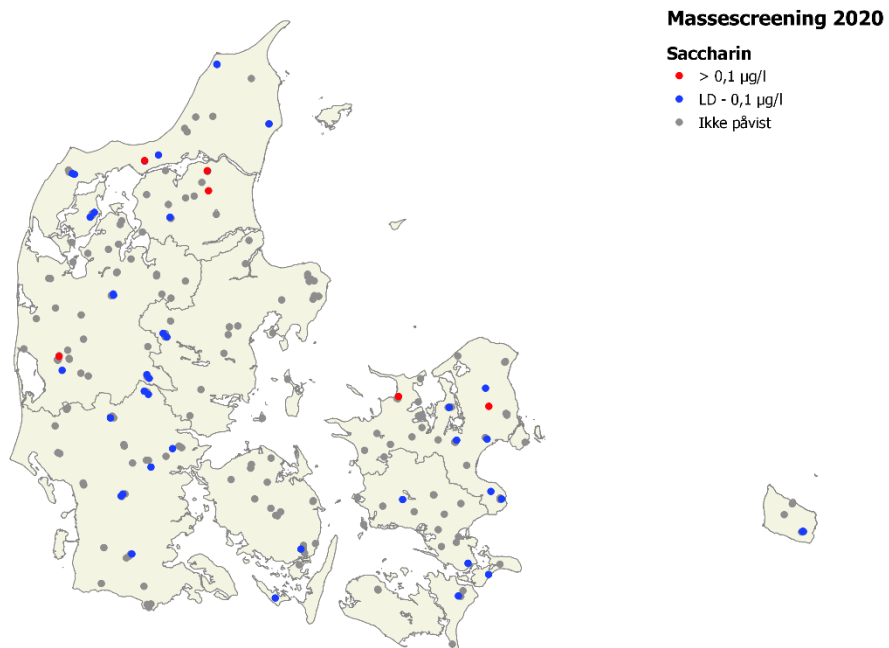 Massescreening 2020
Saccharin
> 0,1 µg/l
LD - 0,1 µg/l
Ikke påvist